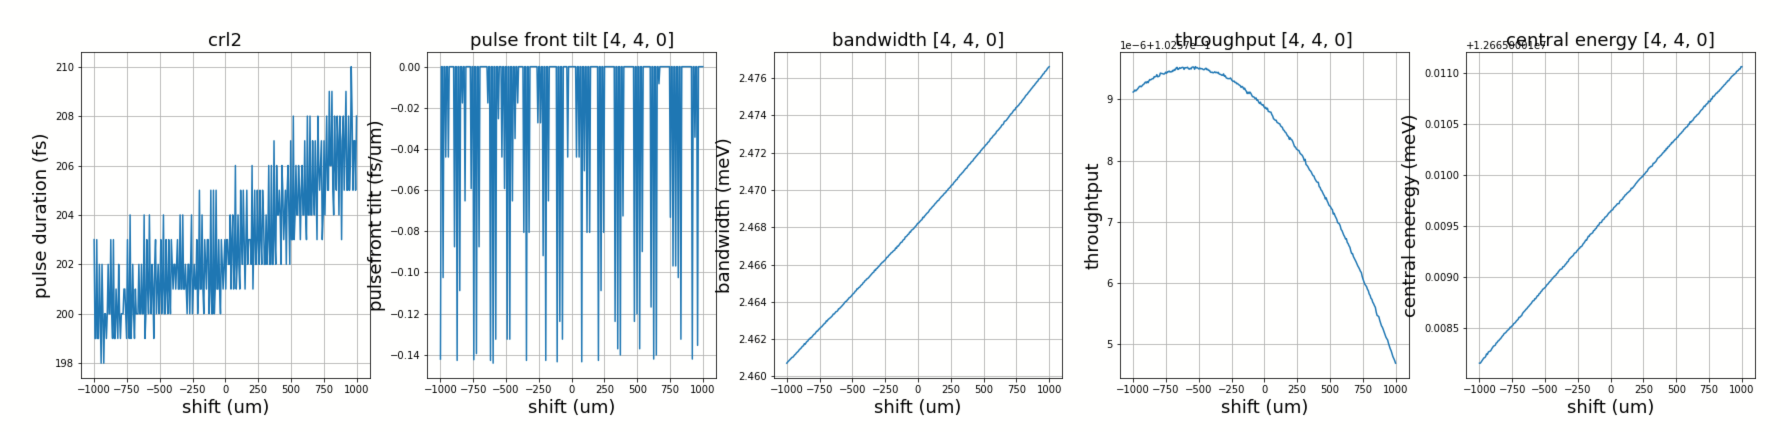 crl2
210
208
206
204
202
200
198
pulse duration (fs)
−1000 −750 −500 −250 0 250 500 750 1000
shift (um)
pulse front tilt [4, 4, 0]
0.00
−0.02
−0.04
−0.06
−0.08
−0.10
−0.12
−0.14
pulsefront tilt (fs/um)
−1000 −750 −500 −250 0 250 500 750 1000
shift (um)
bandwidth [4, 4, 0]
2.476
2.474
2.472
2.470
2.468
2.466
2.464
2.462
2.460
bandwidth (meV)
−1000 −750 −500 −250 0 250 500 750 1000
shift (um)
throughput [4, 4, 0]
9
8
7
6
5
throughtput
−1000 −750 −500 −250 0 250 500 750 1000
shift (um)
central energy [4, 4, 0]
0.0110
0.0105
0.0100
0.0095
0.0090
0.0085
central eneregy (meV)
−1000 −750 −500 −250 0 250 500 750 1000
shift (um)